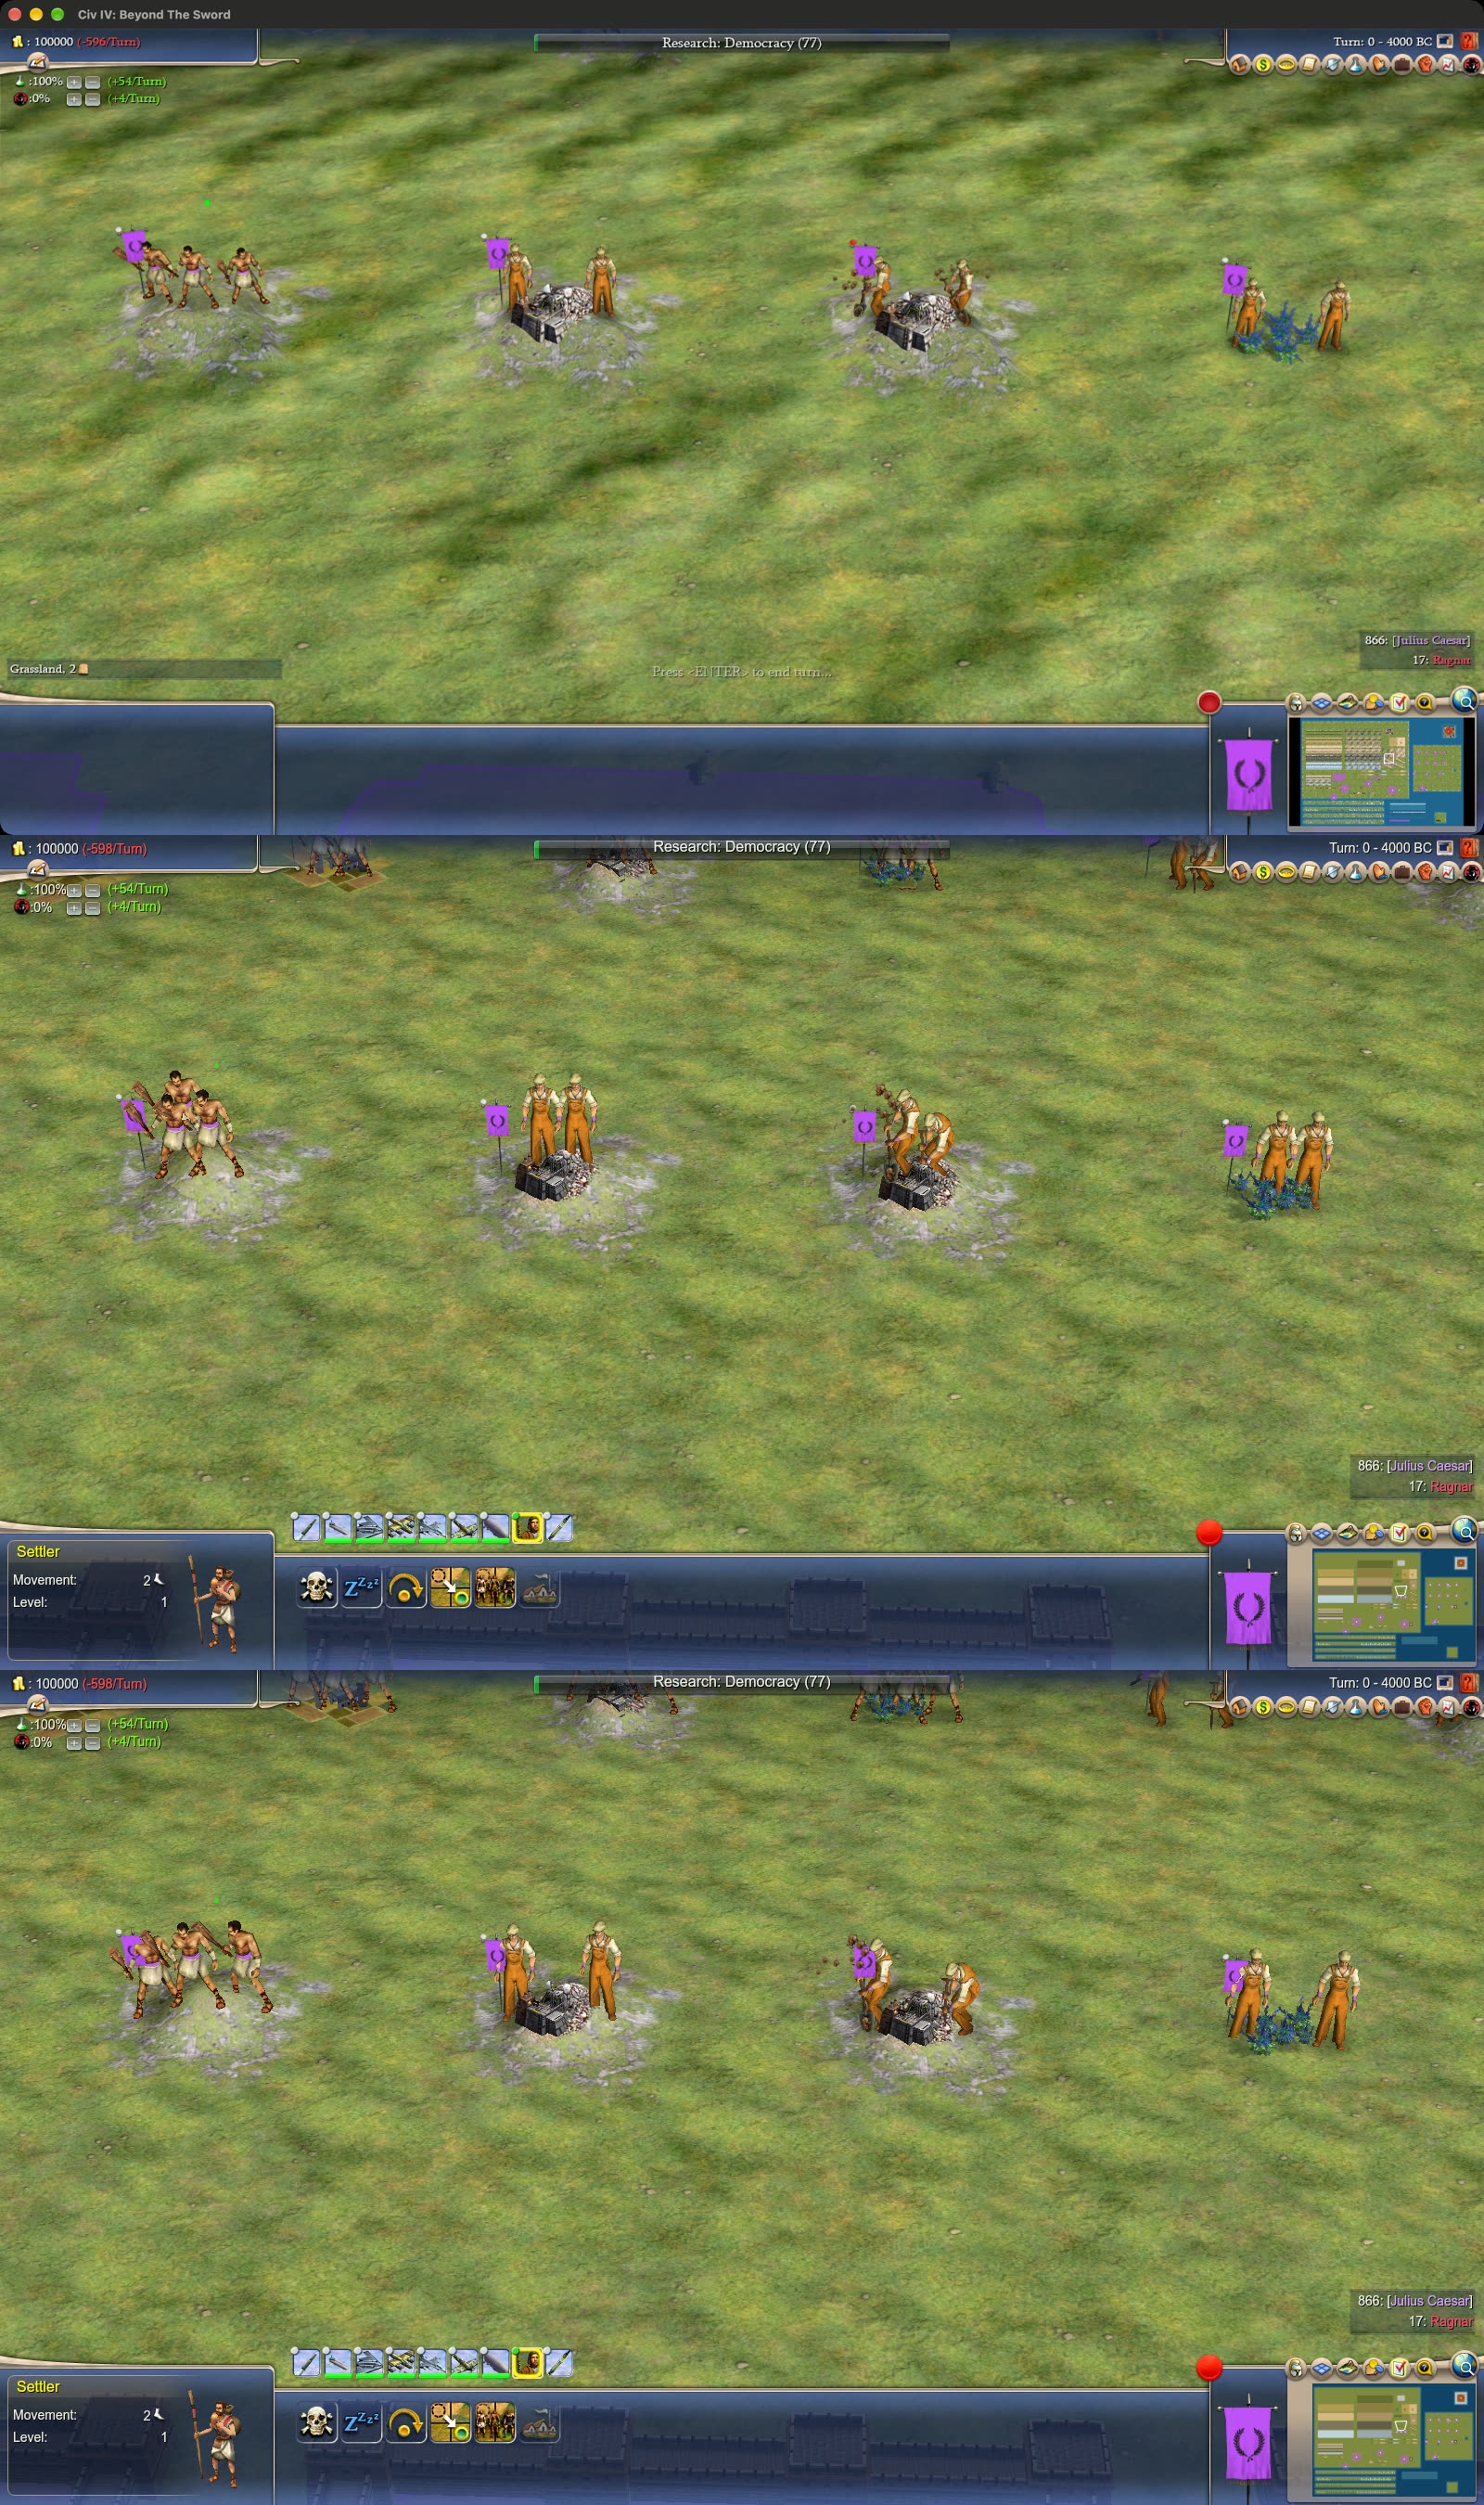 Civ IV: Beyond The Sword
: 100000 (-596/Turn)
Research: Democracy (77)
Turn: 0 - 4000 BC
:100% (+54/Turn)
:0% (+4/Turn)
866: [Julius Caesar]
17: Ragnar
Grassland, 2
Press <ENTER> to end turn...
: 100000 (-598/Turn)
Research: Democracy (77)
Turn: 0 - 4000 BC
:100% (+54/Turn)
:0% (+4/Turn)
866: [Julius Caesar]
17: Ragnar
Settler
Movement: 2
Level: 1
: 100000 (-598/Turn)
Research: Democracy (77)
Turn: 0 - 4000 BC
:100% (+54/Turn)
:0% (+4/Turn)
866: [Julius Caesar]
17: Ragnar
Settler
Movement: 2
Level: 1